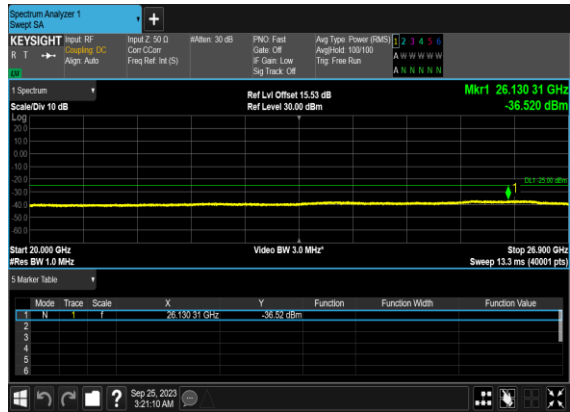 Spectrum Analyzer 1
Swept SA
+
KEYSIGHT Input: RF Input Z: 50 Ω #Atten: 30 dB PNO: Fast Avg Type: Power (RMS) 1 2 3 4 5 6
R T Coupling: DC Corr CCorr Gate: Off Avg|Hold: 100/100 A W W W W W
Align: Auto Freq Ref: Int (S) IF Gain: Low Trig: Free Run
Sig Track: Off A N N N N N
LW
1 Spectrum Ref Lvl Offset 15.53 dB Mkr1 26.130 31 GHz
Scale/Div 10 dB Ref Level 30.00 dBm -36.520 dBm
Log
20.0
10.0
0.00
-10.0
-20.0
DL1 -25.00 dBm
1
-30.0
-40.0
-50.0
-60.0
Start 20.000 GHz Video BW 3.0 MHz* Stop 26.900 GHz
#Res BW 1.0 MHz Sweep 13.3 ms (40001 pts)
5 Marker Table
Mode Trace Scale X Y Function Function Width Function Value
1 N 1 f 26.130 31 GHz -36.52 dBm
2
3
4
5
6
? Sep 25, 2023
3:21:10 AM